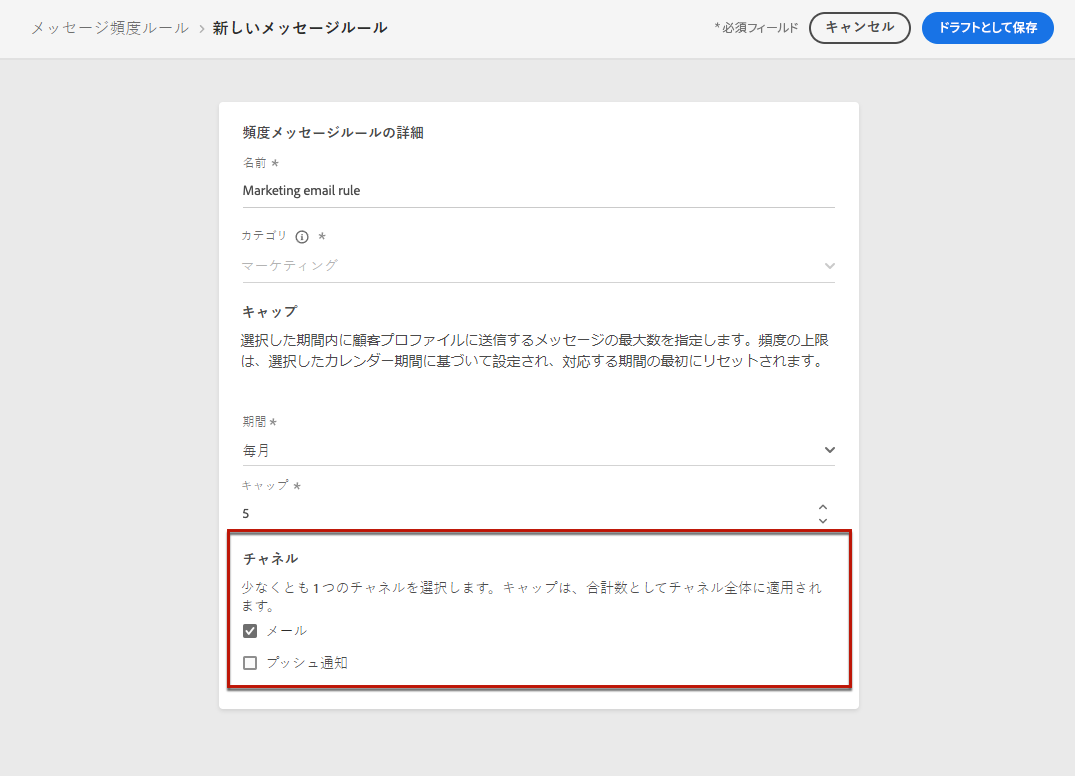 メッセージ頻度ルール › 新しいメッセージルール
*必須フィールド
キャンセル
ドラフトとして保存
頻度メッセージルールの詳細
名前 *
Marketing email rule
カテゴリ *
マーケティング
キャップ
選択した期間内に顧客プロファイルに送信するメッセージの最大数を指定します。頻度の上限
は、選択したカレンダー期間に基づいて設定され、対応する期間の最初にリセットされます。
期間 *
毎月
キャップ *
5
チャネル
少なくとも 1 つのチャネルを選択します。キャップは、合計数としてチャネル全体に適用され
ます。
メール
プッシュ通知